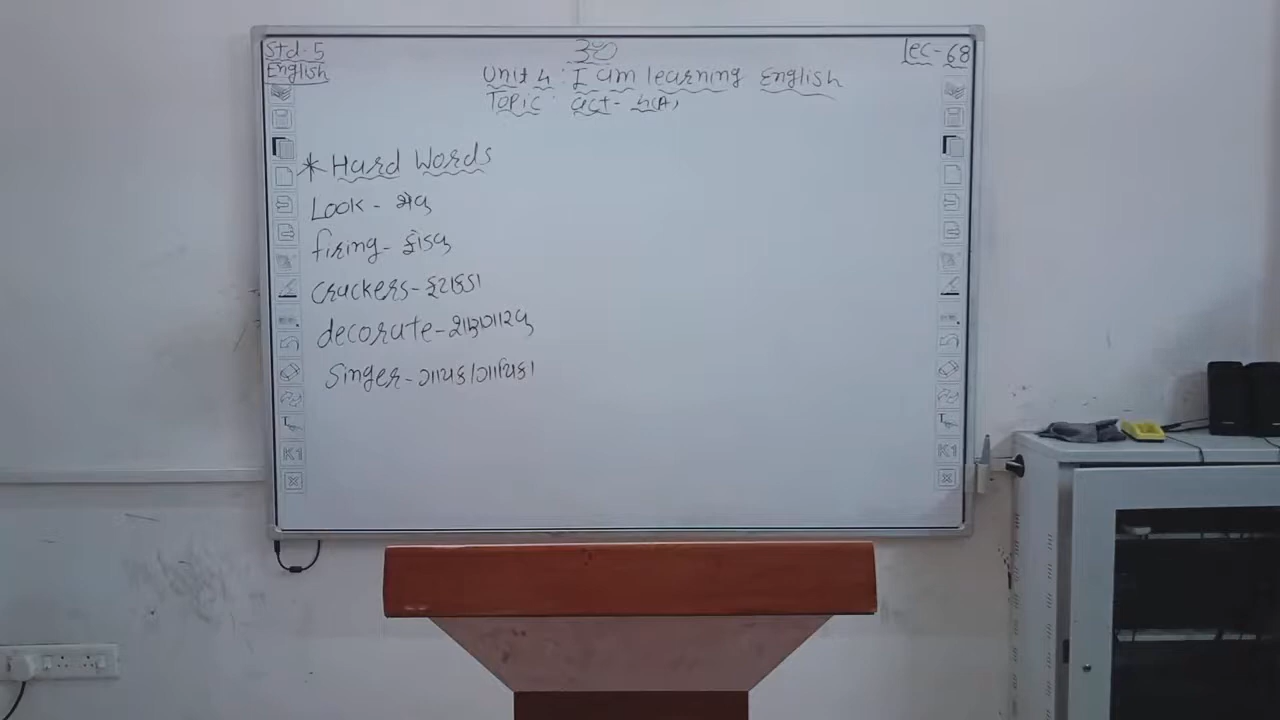 Std. 5
English
ૐ
Lec-68
Unit 4 : I am learning English
Topic : act- 4(A)
* Hard Words
Look - જોવુ
firing - ફોડવુ
crackers - ફટાકડા
decorate - શણગારવુ
Singer - ગાયક/ગાયિકા